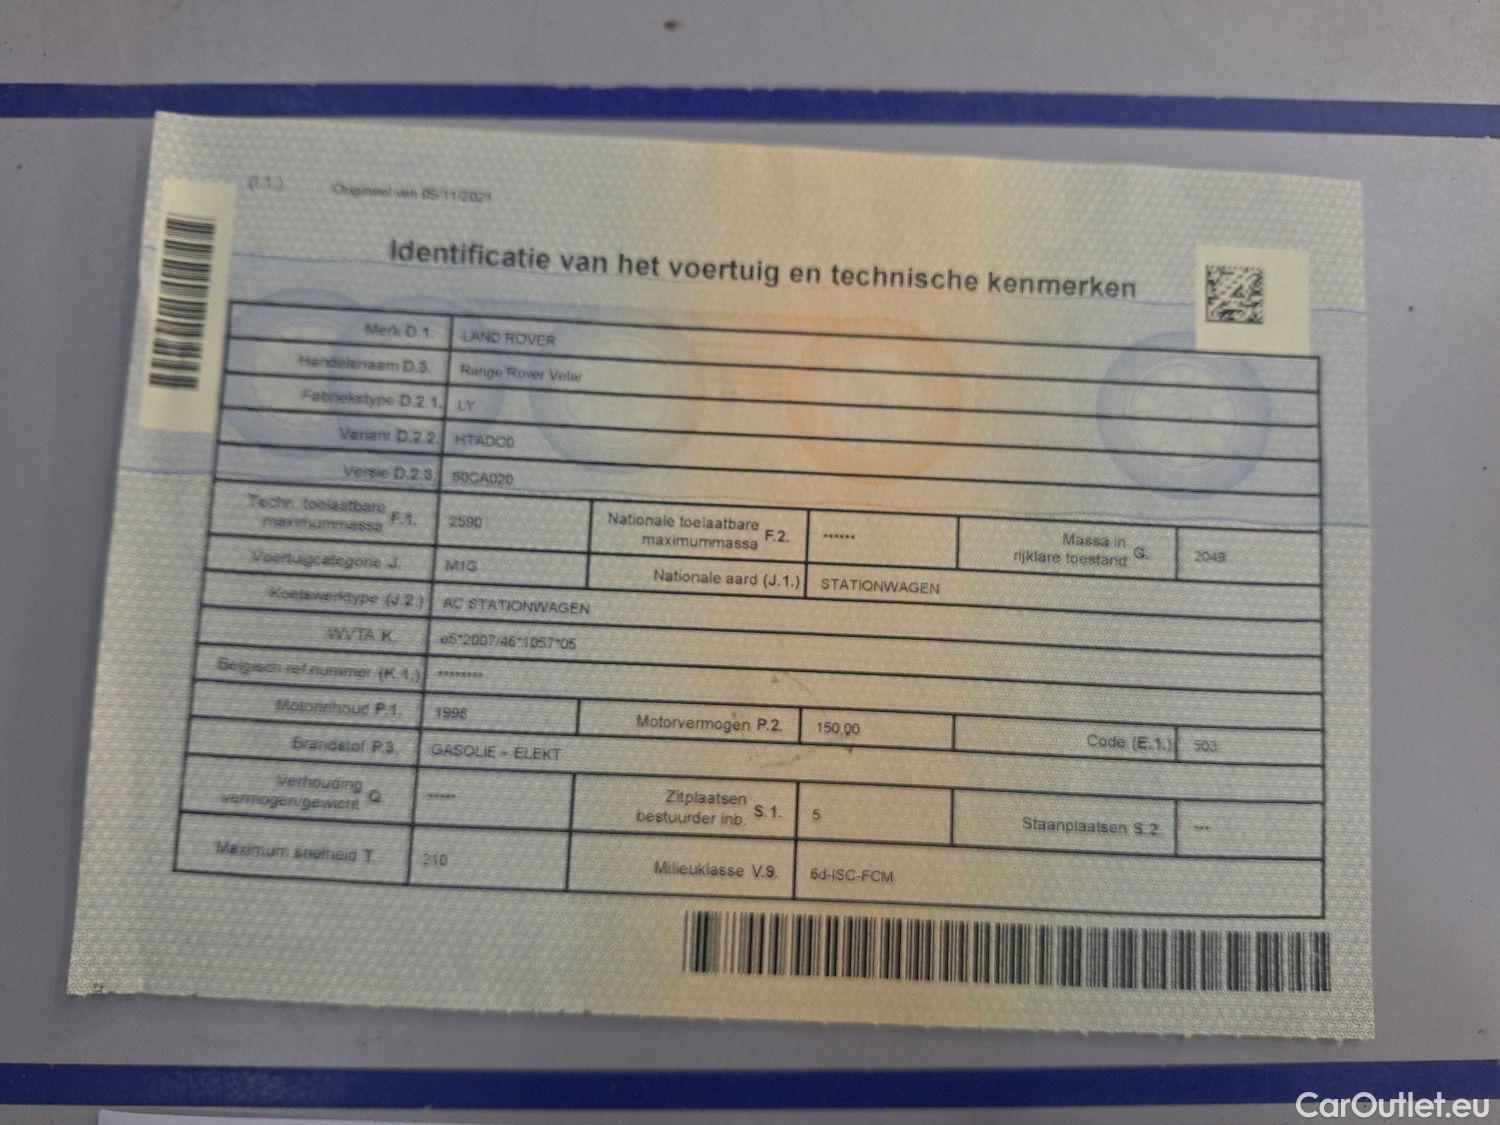 (I.1.) Origineel van 05/11/2021
Identificatie van het voertuig en technische kenmerken
Merk D.1. LAND ROVER
Handelsnaam D.3. Range Rover Velar
Fabriekstype D.2.1. LY
Variant D.2.2. HTADC0
Versie D.2.3. 50CA020
Techn. toelaatbare maximummassa F.1. 2590 Nationale toelaatbare maximummassa F.2. ****** Massa in rijklare toestand G. 2049
Voertuigcategorie J. M1G Nationale aard (J.1.) STATIONWAGEN
Koetswerktype (J.2.) AC STATIONWAGEN
WVTA K. e5*2007/46*1057*05
Belgisch ref.nummer (K.1.) ********
Motorinhoud P.1. 1998 Motorvermogen P.2. 150,00 Code (E.1.) 503
Brandstof P.3. GASOLIE - ELEKT
Verhouding vermogen/gewicht Q ***** Zitplaatsen bestuurder inb. S.1. 5 Staanplaatsen S.2. ***
Maximum snelheid T. 210 Milieuklasse V.9. 6d-ISC-FCM
CarOutlet.eu